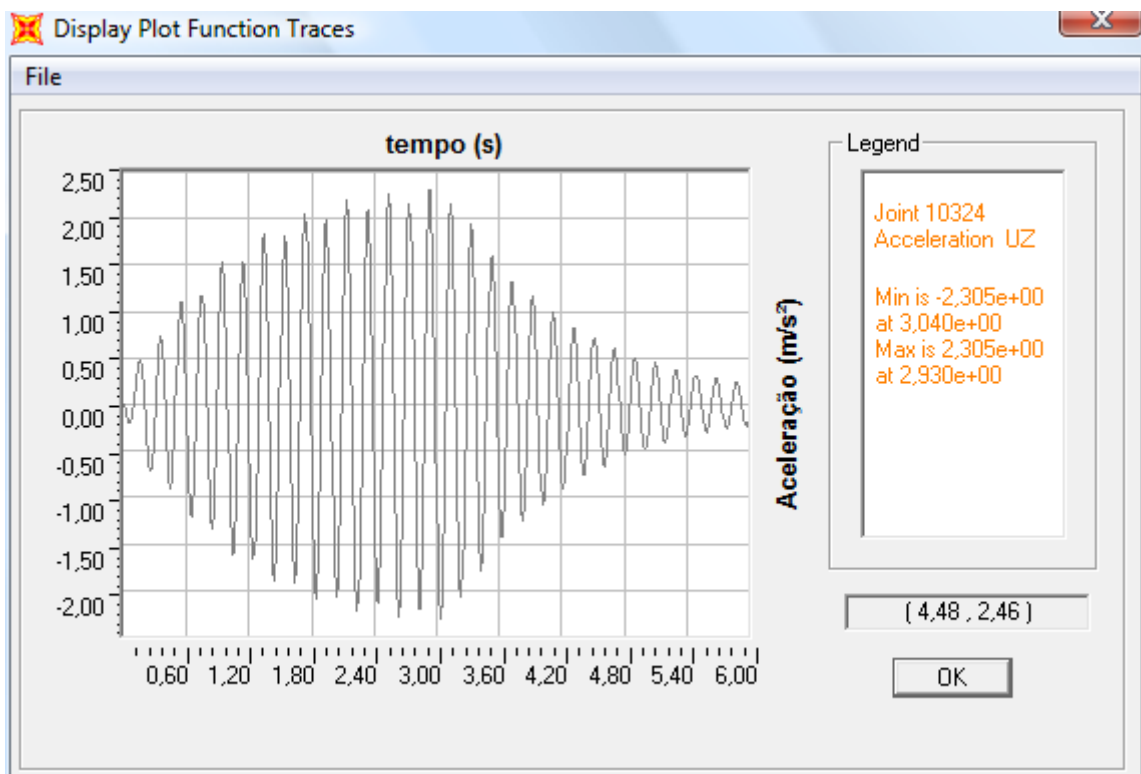 Display Plot Function Traces
File
tempo (s)
2,50
2,00
1,50
1,00
0,50
0,00
-0,50
-1,00
-1,50
-2,00
0,60 1,20 1,80 2,40 3,00 3,60 4,20 4,80 5,40 6,00
Aceleração (m/s²)
Legend
Joint 10324
Acceleration UZ
Min is -2,305e+00
at 3,040e+00
Max is 2,305e+00
at 2,930e+00
( 4,48 , 2,46 )
OK